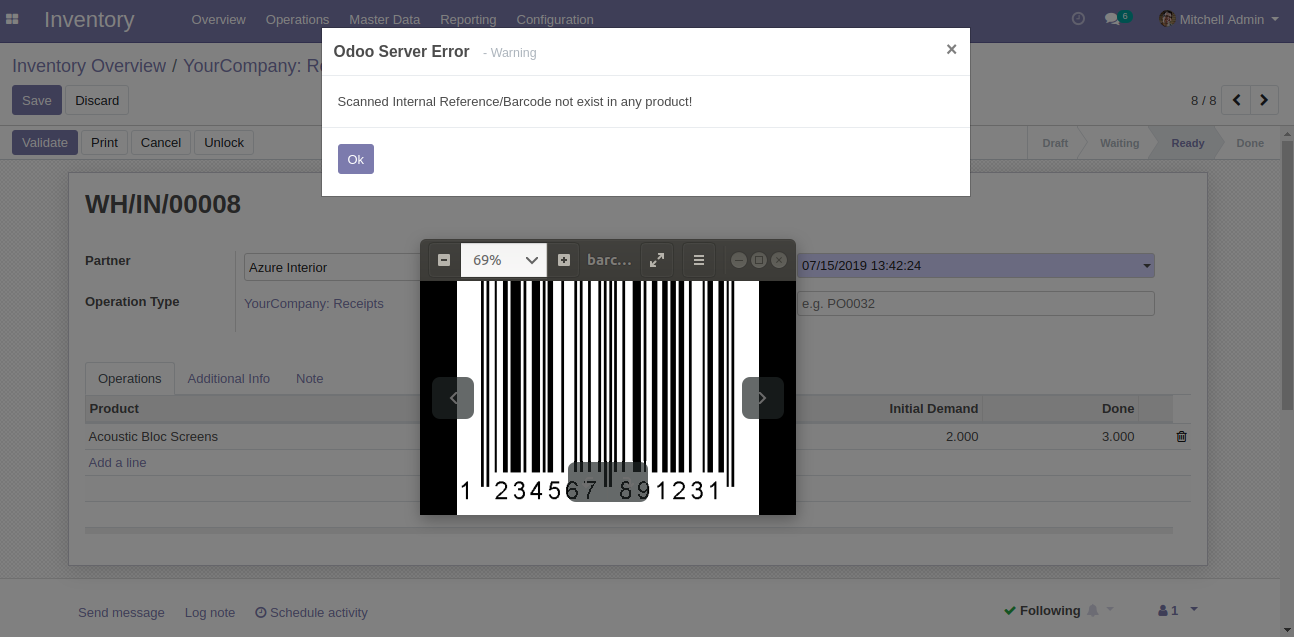 Inventory Overview Operations Master Data Reporting Configuration 6 Mitchell Admin
Odoo Server Error - Warning ×
Inventory Overview / YourCompany: Re
Save Discard
Scanned Internal Reference/Barcode not exist in any product!
8 / 8
Validate Print Cancel Unlock
Draft Waiting Ready Done
Ok
WH/IN/00008
69% barc...
Partner Azure Interior 07/15/2019 13:42:24
Operation Type YourCompany: Receipts e.g. PO0032
Operations Additional Info Note
Product Initial Demand Done
Acoustic Bloc Screens 2.000 3.000
Add a line
1 234567 891231
Send message Log note Schedule activity Following 1